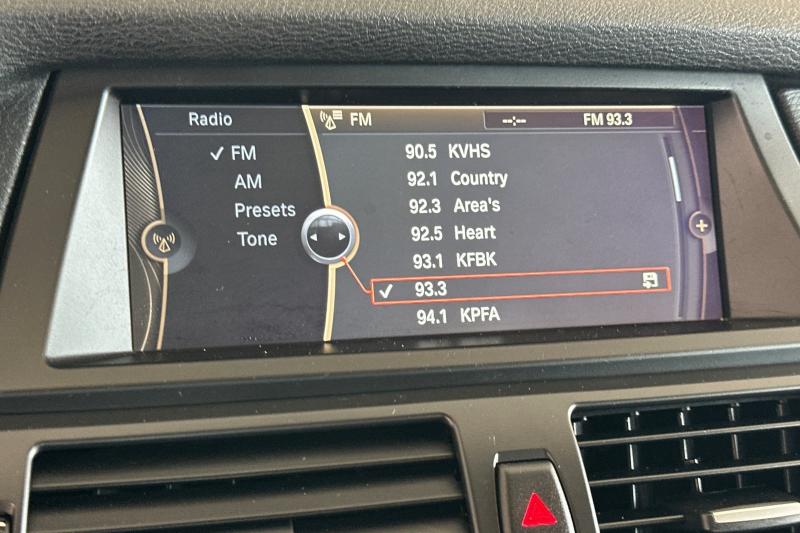 Radio
FM
--:--
FM 93.3
✓ FM
AM
Presets
Tone
90.5 KVHS
92.1 Country
92.3 Area's
92.5 Heart
93.1 KFBK
✓ 93.3
94.1 KPFA
+